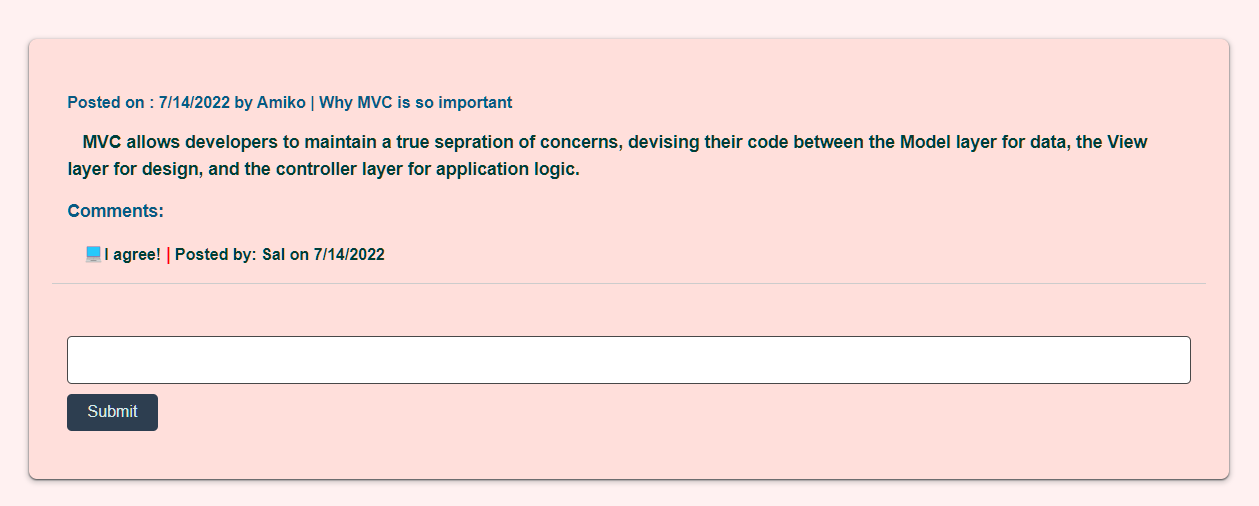 Posted on : 7/14/2022 by Amiko | Why MVC is so important
MVC allows developers to maintain a true sepration of concerns, devising their code between the Model layer for data, the View
layer for design, and the controller layer for application logic.
Comments:
I agree! | Posted by: Sal on 7/14/2022
Submit